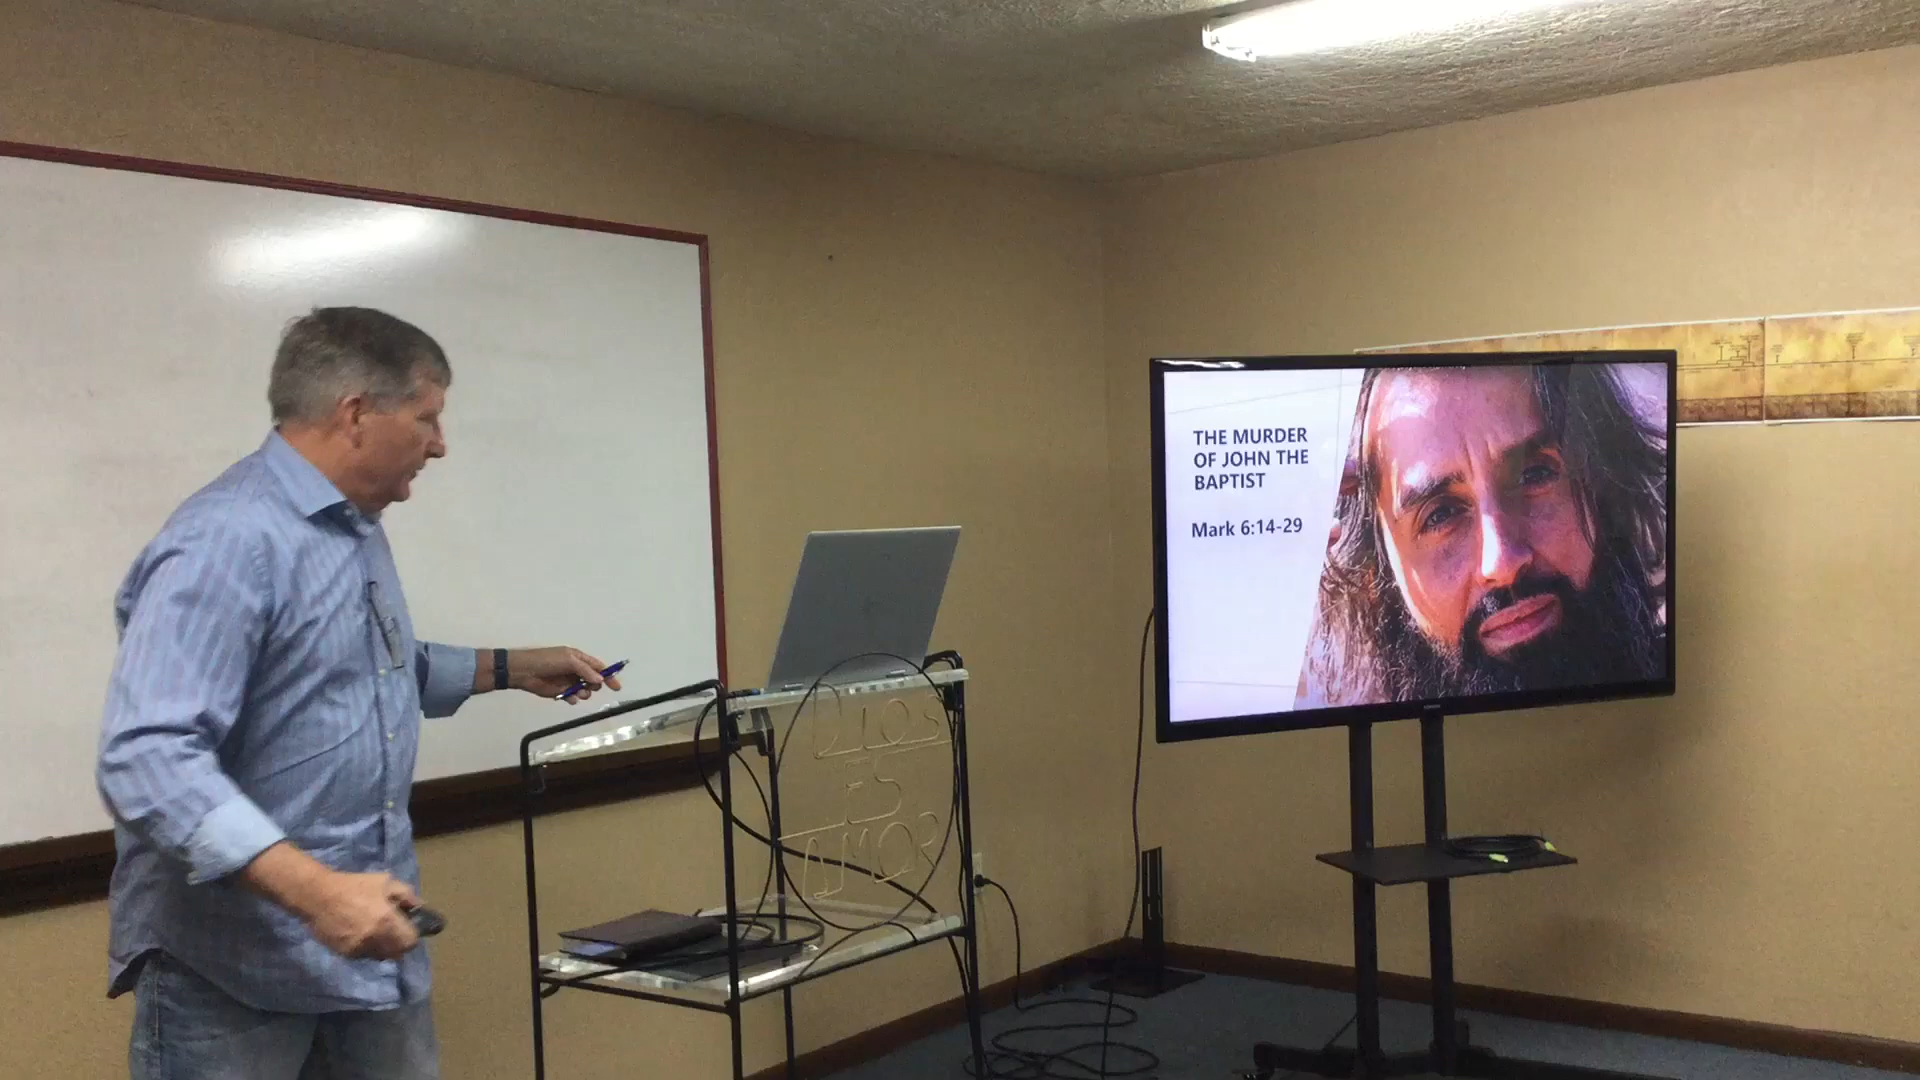 THE MURDER
OF JOHN THE
BAPTIST
Mark 6:14-29
DIOS
ES
AMOR